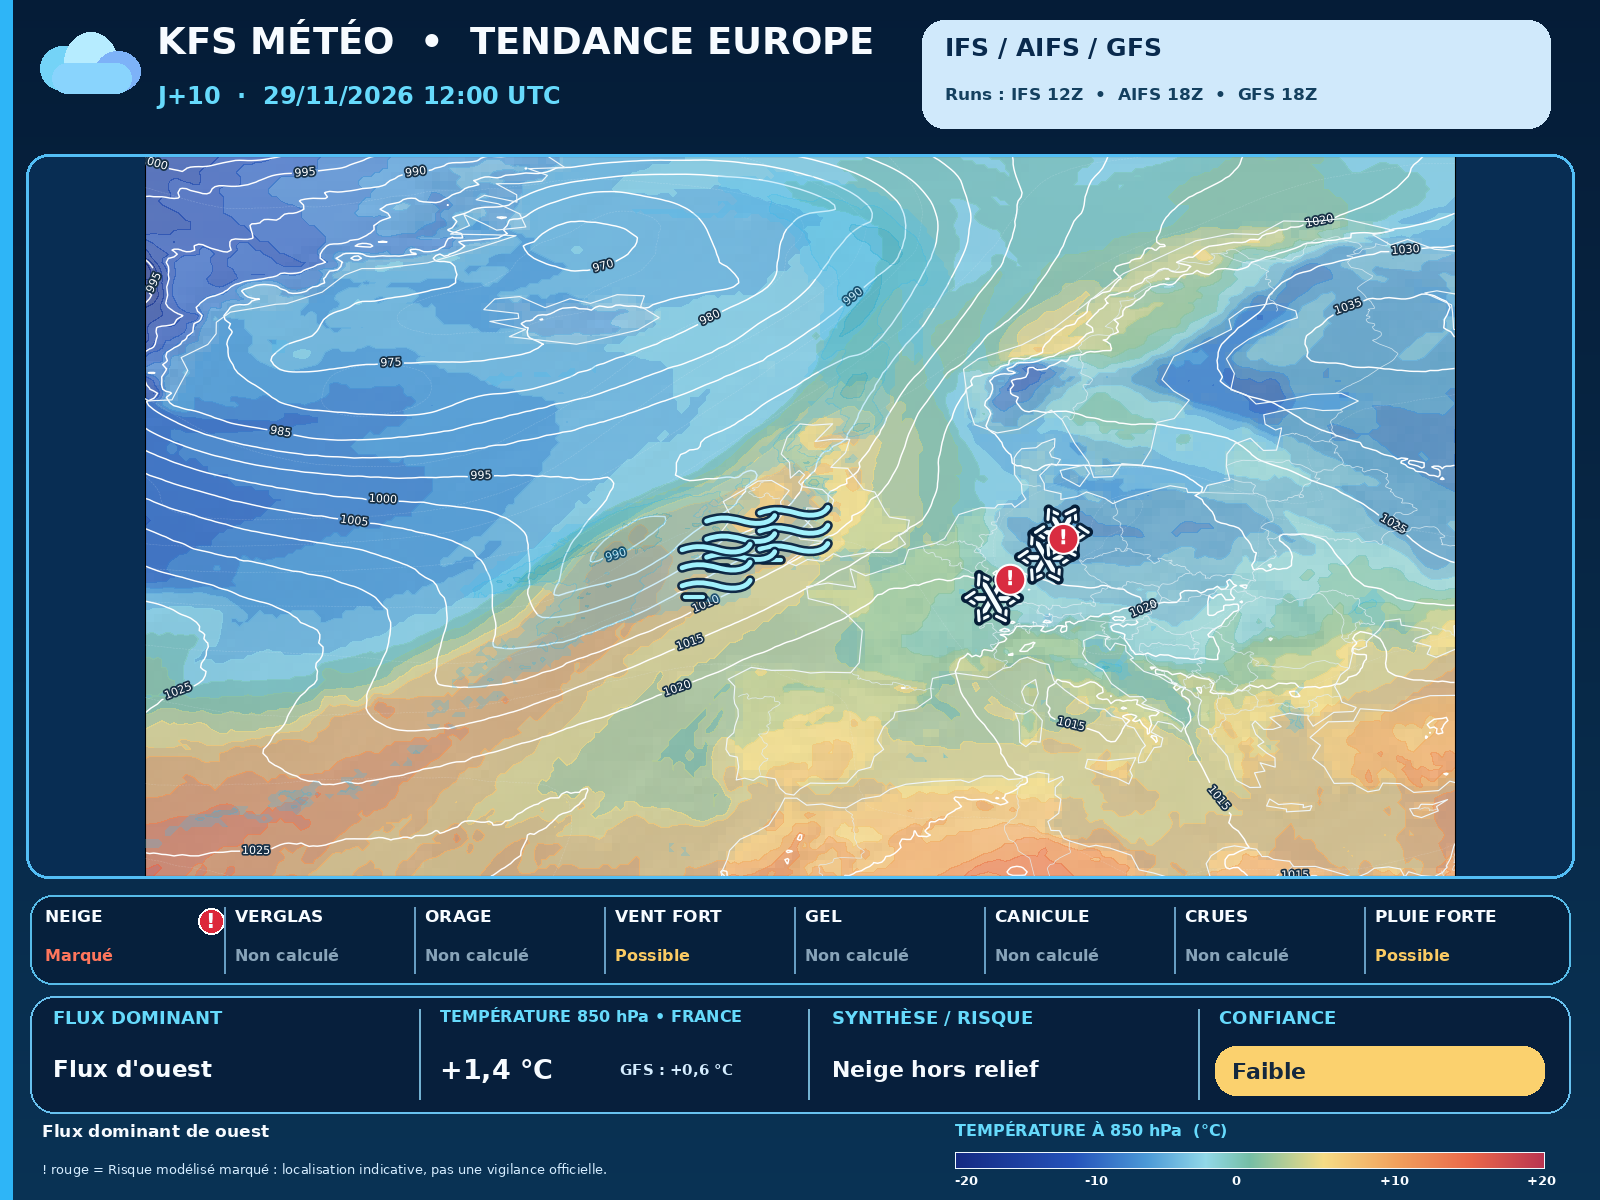 KFS MÉTÉO • TENDANCE EUROPE
J+10 · 29/11/2026 12:00 UTC
IFS / AIFS / GFS
Runs : IFS 12Z • AIFS 18Z • GFS 18Z
995
990
1020
1030
995
970
1035
990
980
975
985
995
1000
1005
1025
990
!
!
1010
1020
1015
1020
1025
1015
1015
1025
1015
NEIGE
!
Marqué
VERGLAS
Non calculé
ORAGE
Non calculé
VENT FORT
Possible
GEL
Non calculé
CANICULE
Non calculé
CRUES
Non calculé
PLUIE FORTE
Possible
FLUX DOMINANT
Flux d'ouest
TEMPÉRATURE 850 hPa • FRANCE
+1,4 °C
GFS : +0,6 °C
SYNTHÈSE / RISQUE
Neige hors relief
CONFIANCE
Faible
Flux dominant de ouest
! rouge = Risque modélisé marqué : localisation indicative, pas une vigilance officielle.
TEMPÉRATURE À 850 hPa (°C)
-20 -10 0 +10 +20